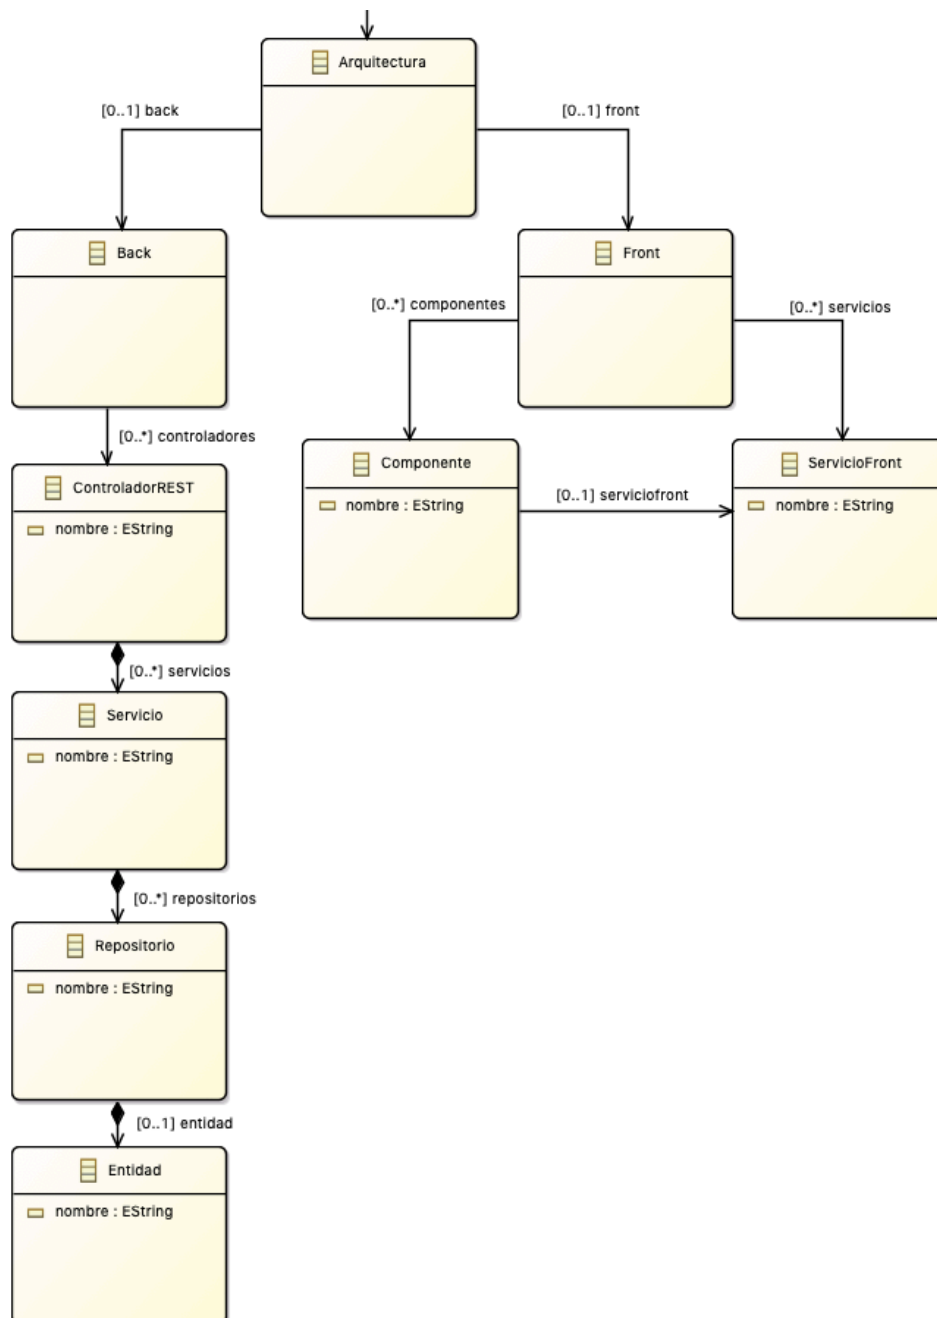 Arquitectura
[0..1] back
[0..1] front
Back
Front
[0..*] componentes
[0..*] servicios
[0..*] controladores
Componente
ServicioFront
nombre : EString
[0..1] serviciofront
nombre : EString
ControladorREST
nombre : EString
[0..*] servicios
Servicio
nombre : EString
[0..*] repositorios
Repositorio
nombre : EString
[0..1] entidad
Entidad
nombre : EString